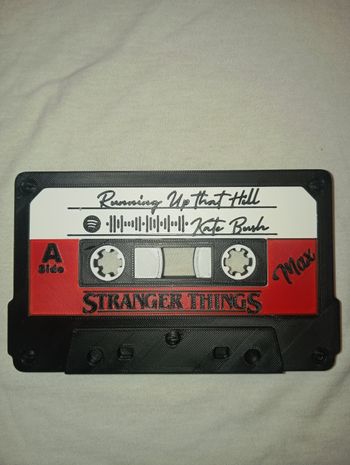 Running Up that Hill
Kate Bush
A
Side
Max
STRANGER THINGS